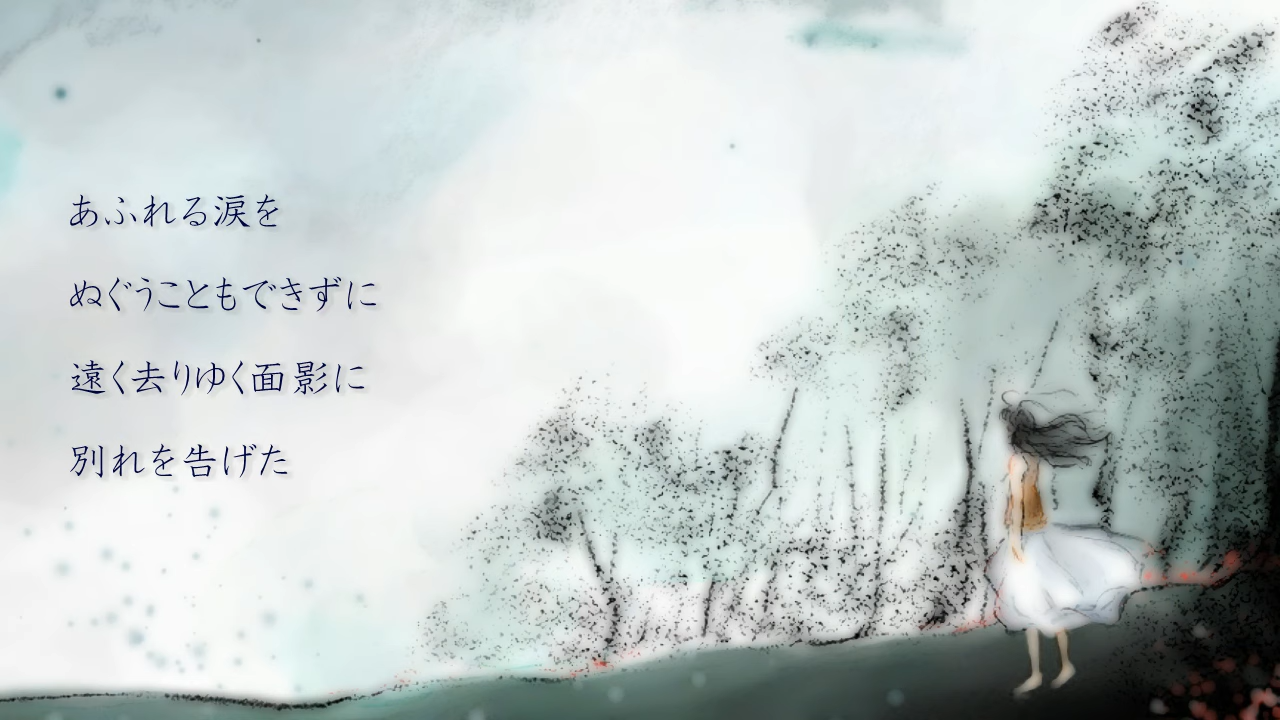 あふれる涙を
ぬぐうこともできずに
遠く去りゆく面影に
別れを告げた